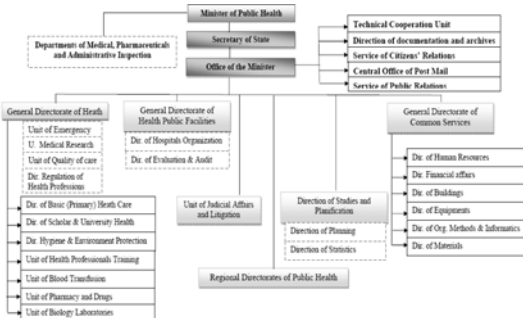 Minister of Public Health
Secretary of State
Office of the Minister
Departments of Medical, Pharmaceuticals
and Administrative Inspection
Technical Cooperation Unit
Direction of documentation and archives
Service of Citizens' Relations
Central Office of Post Mail
Service of Public Relations
General Directorate of Heath
Unit of Emergency
U. Medical Research
Unit of Quality of care
Dir. Regulation of
Health Professions
Dir. of Basic (Primary) Heath Care
Dir. of Scholar & University Health
Dir. Hygiene & Environment Protection
Unit of Health Professionals Training
Unit of Blood Transfusion
Unit of Pharmacy and Drugs
Unit of Biology Laboratories
General Directorate of
Health Public Facilities
Dir. of Hospitals Organization
Dir. of Evaluation & Audit
Unit of Judicial Affairs
and Litigation
Direction of Studies and
Planification
Direction of Planning
Direction of Statistics
Regional Directorates of Public Health
General Directorate of
Common Services
Dir. of Human Resources
Dir. Financial affairs
Dir. of Buildings
Dir. of Equipments
Dir. of Org. Methods & Informatics
Dir. of Materials